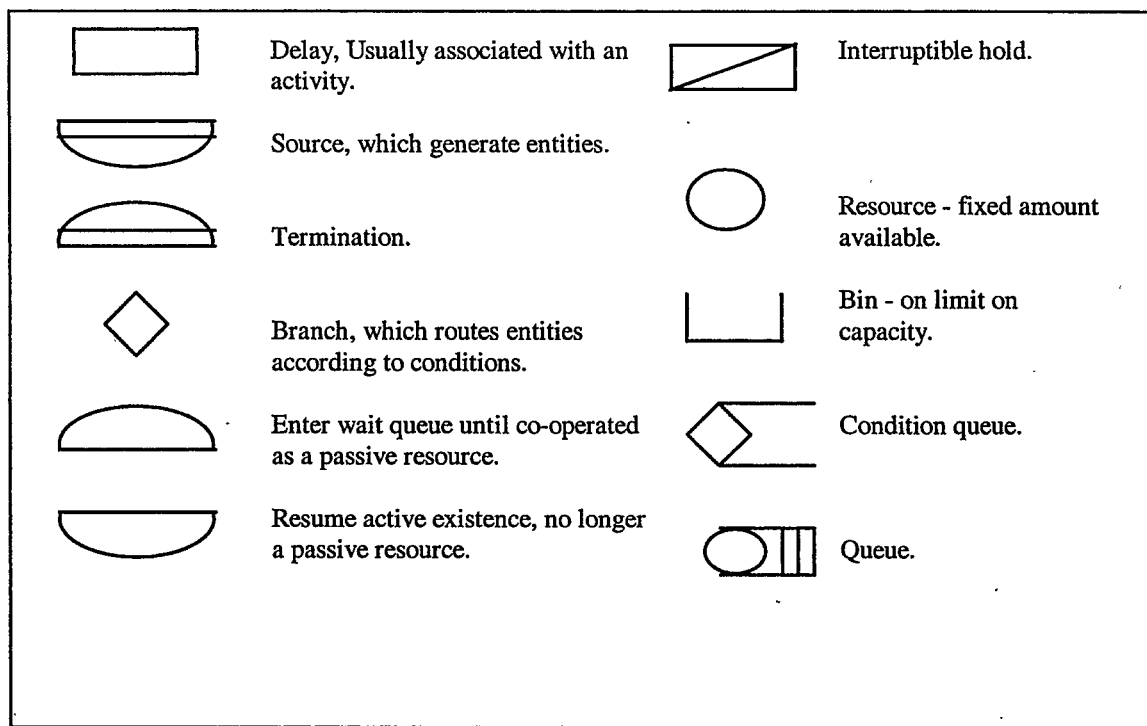 Delay, Usually associated with an
activity.
Source, which generate entities.
Termination.
Branch, which routes entities
according to conditions.
Enter wait queue until co-operated
as a passive resource.
Resume active existence, no longer
a passive resource.
Interruptible hold.
Resource - fixed amount
available.
Bin - on limit on
capacity.
Condition queue.
Queue.